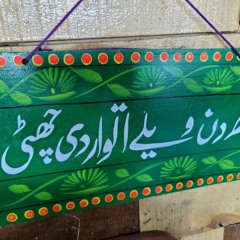 دن ویلے اتوار دی چھٹی